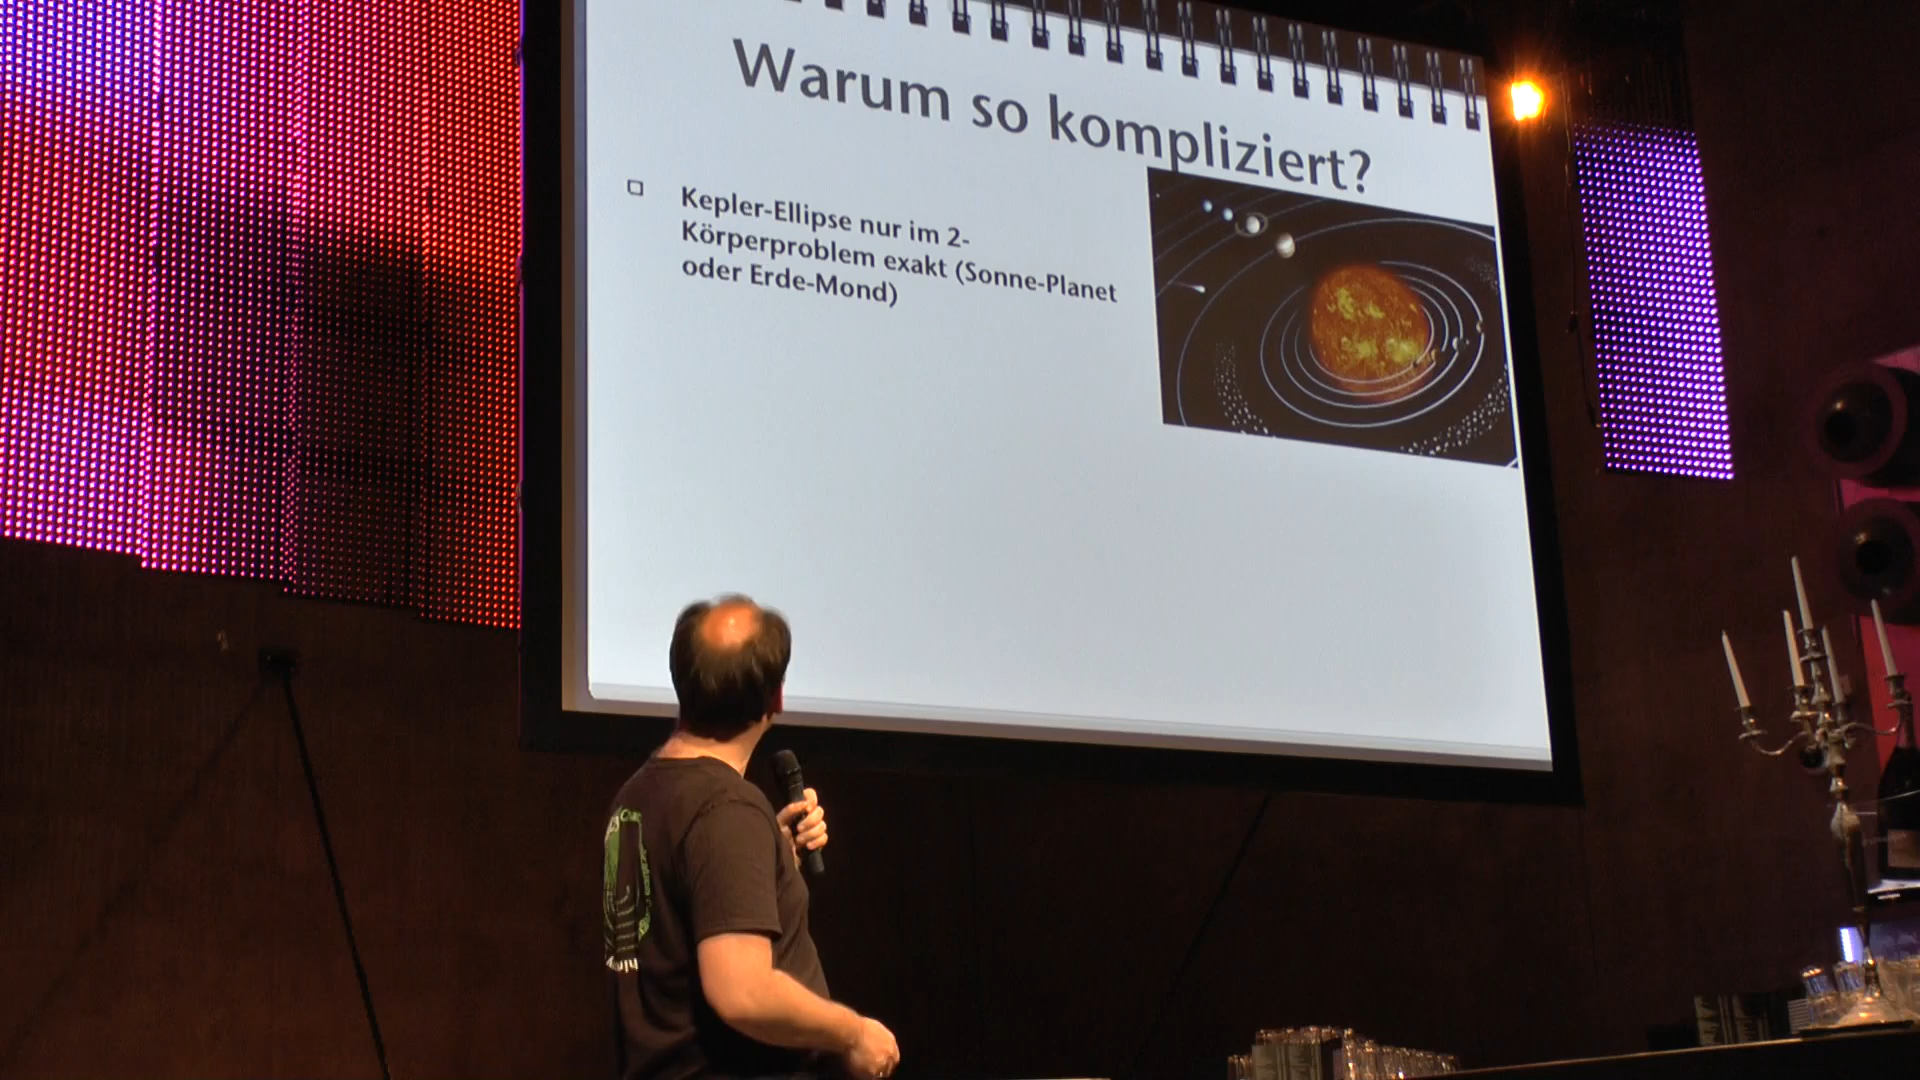 Warum so kompliziert?
Kepler-Ellipse nur im 2-
Körperproblem exakt (Sonne-Planet
oder Erde-Mond)